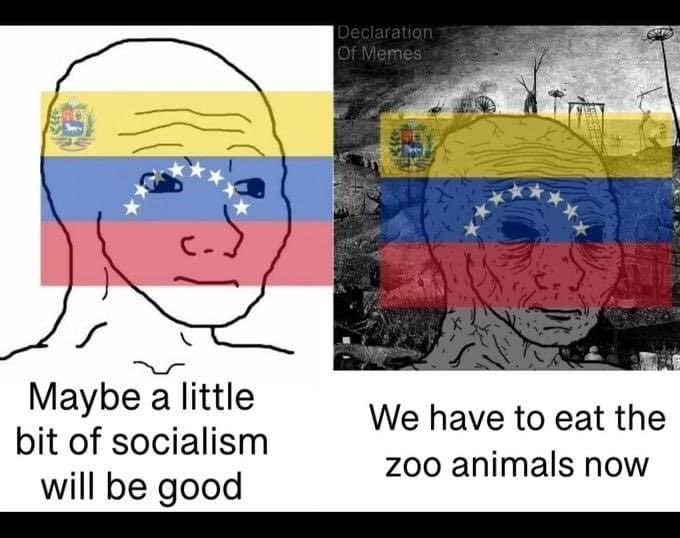 Declaration
Of Memes
Maybe a little
bit of socialism
will be good
We have to eat the
zoo animals now